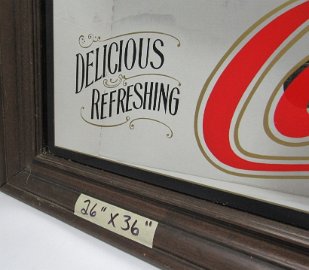 DELICIOUS
REFRESHING
26" X 36"